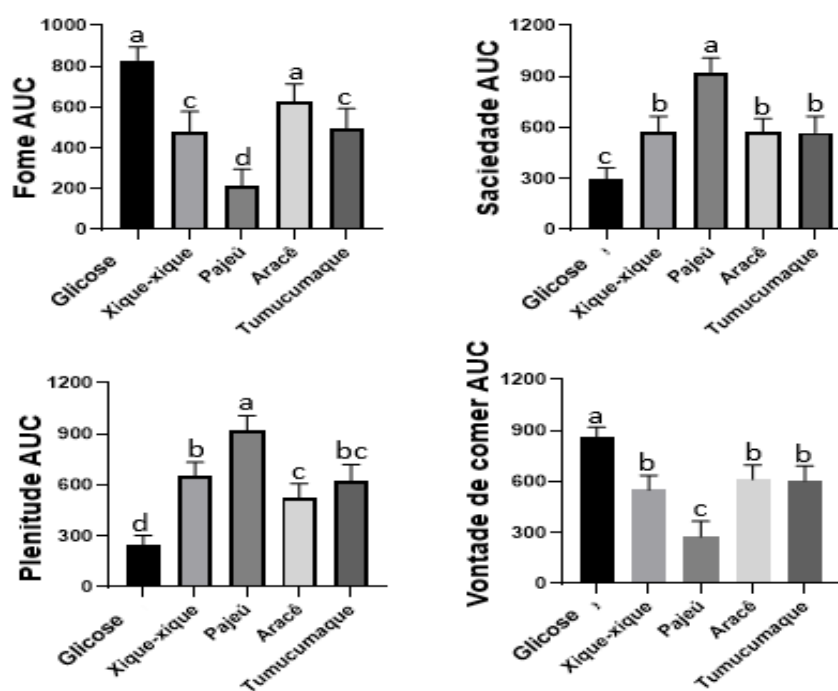 Fome AUC
1000
800
600
400
200
0
a
c
d
a
c
Glicose
Xique-xique
Pajeú
Aracê
Tumucumaque
Saciedade AUC
1200
900
600
300
0
c
b
a
b
b
Glicose
Xique-xique
Pajeú
Aracê
Tumucumaque
Plenitude AUC
1200
900
600
300
0
d
b
a
c
bc
Glicose
Xique-xique
Pajeú
Aracê
Tumucumaque
Vontade de comer AUC
1200
900
600
300
0
a
b
c
b
b
Glicose
Xique-xique
Pajeú
Aracê
Tumucumaque